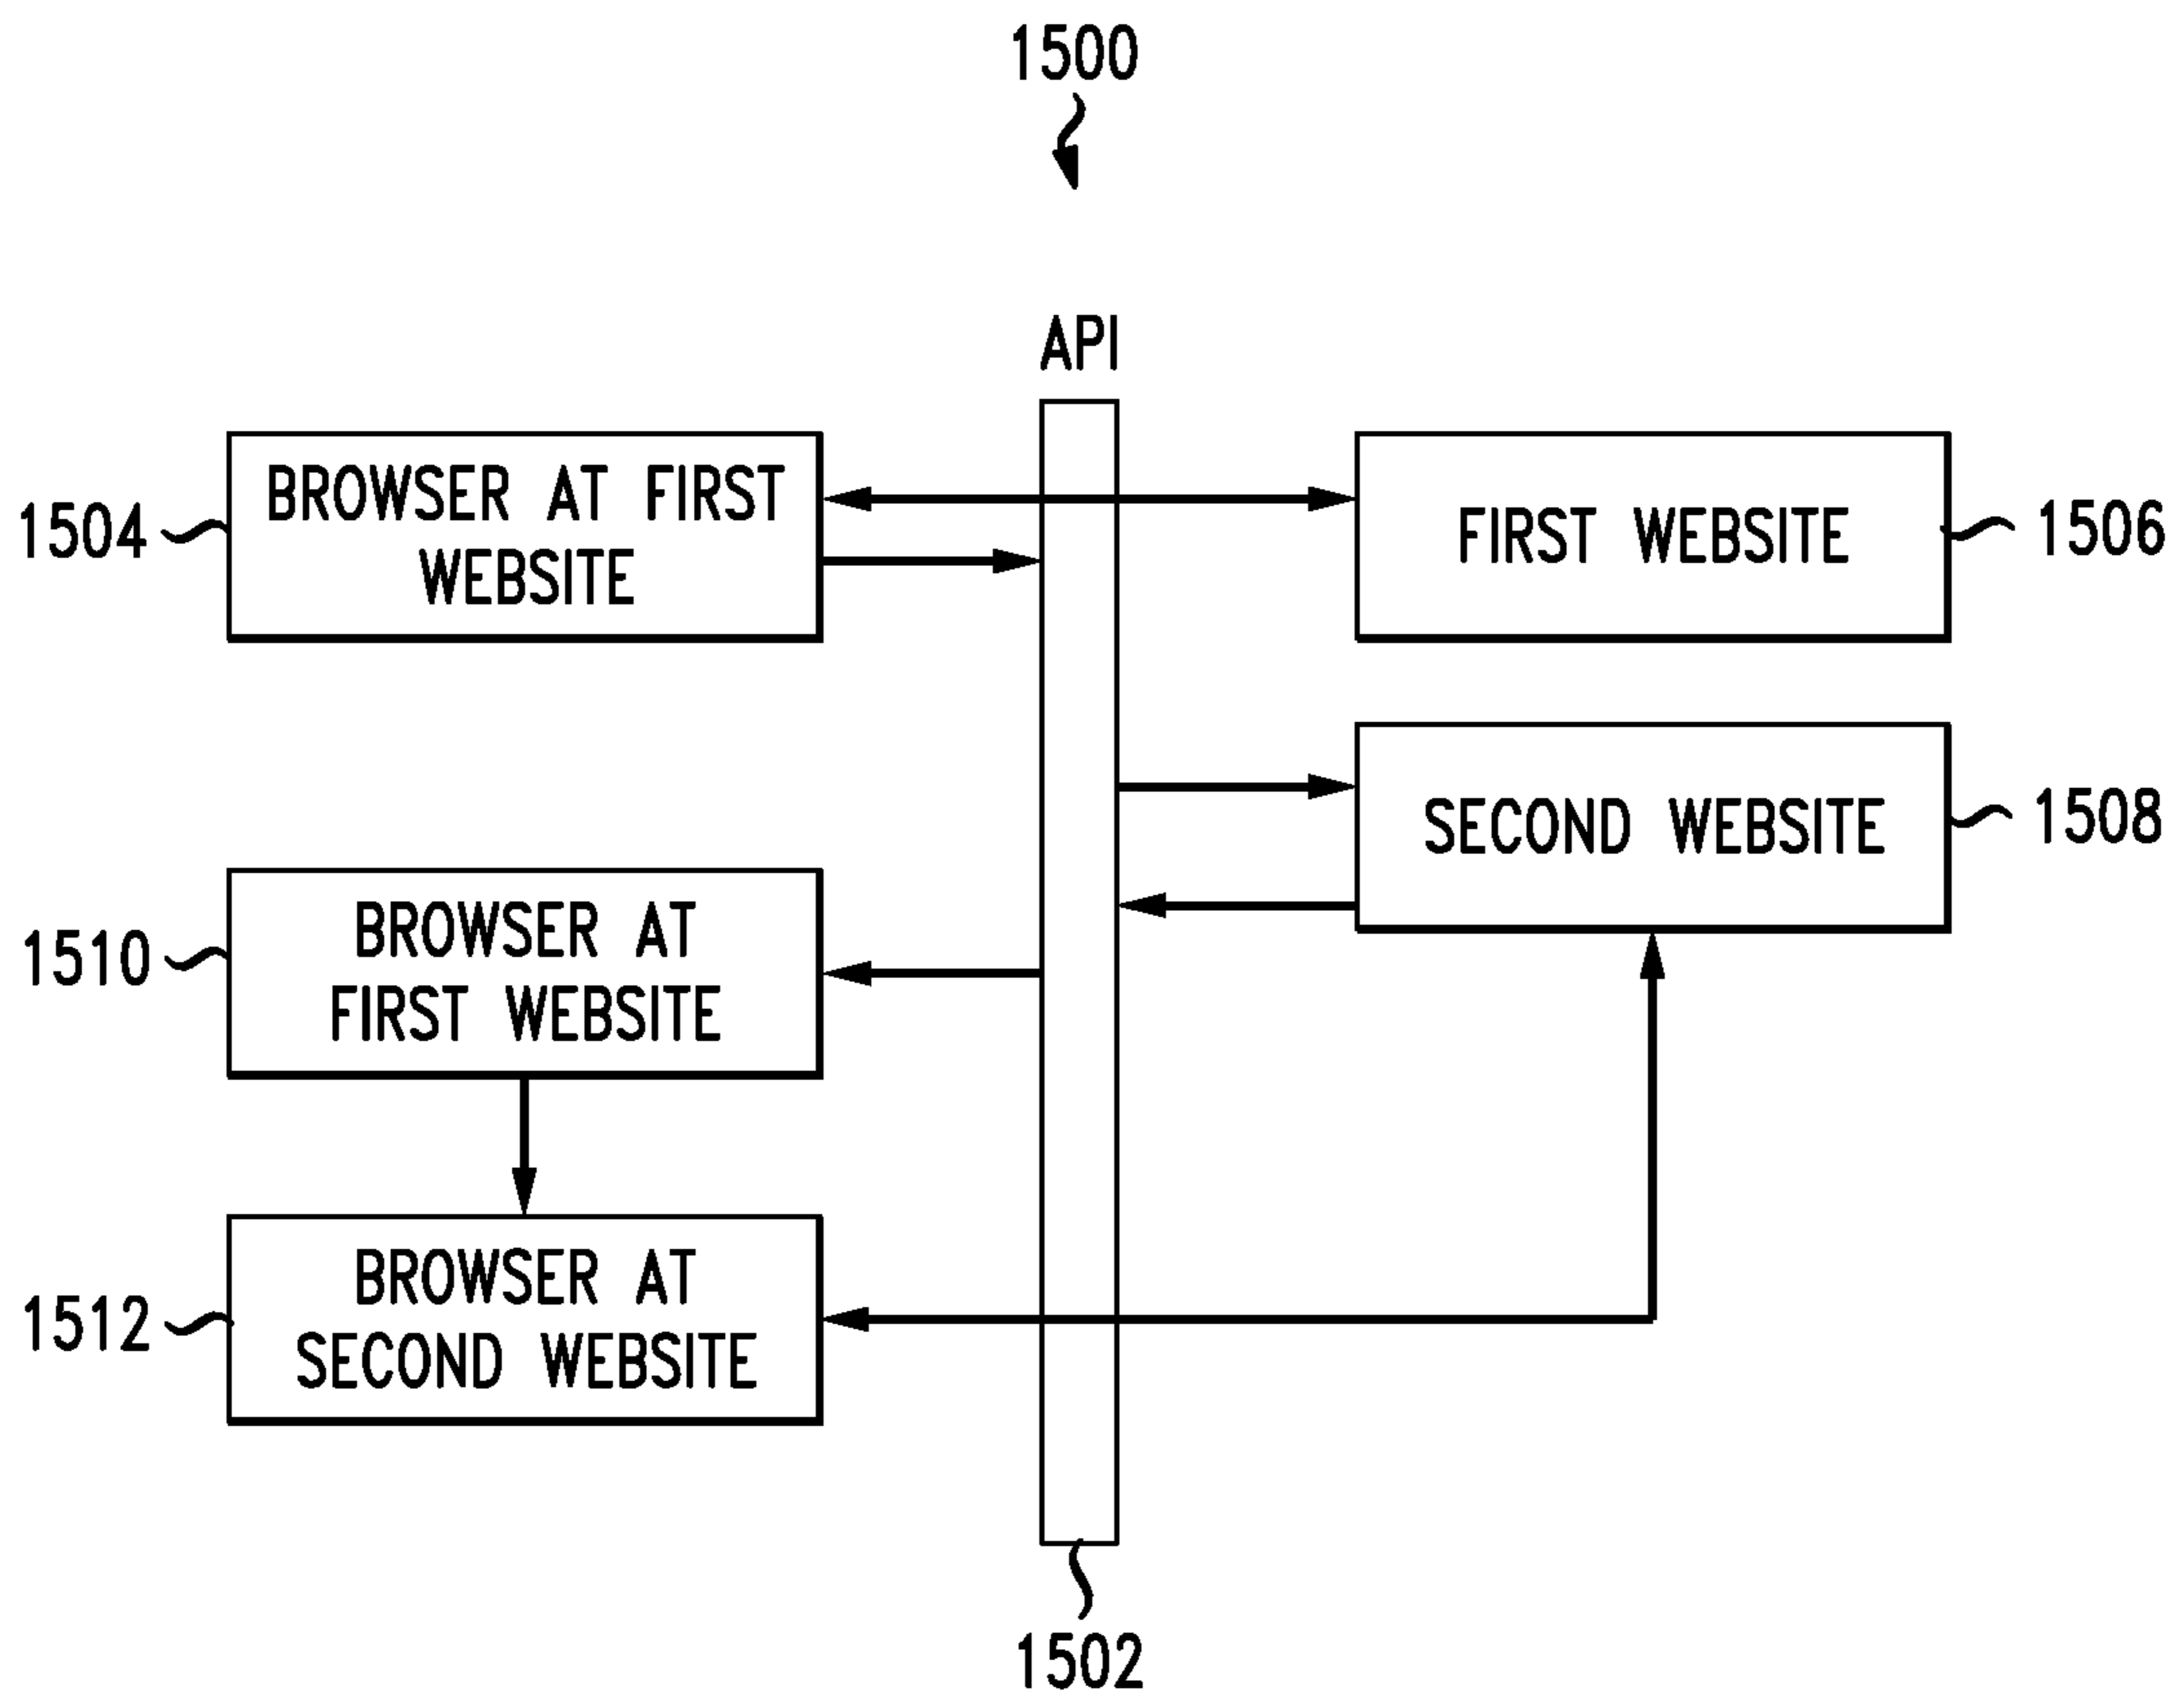 1500
API
BROWSER AT FIRST
WEBSITE
1504
FIRST WEBSITE
1506
SECOND WEBSITE
1508
BROWSER AT
FIRST WEBSITE
1510
BROWSER AT
SECOND WEBSITE
1512
1502